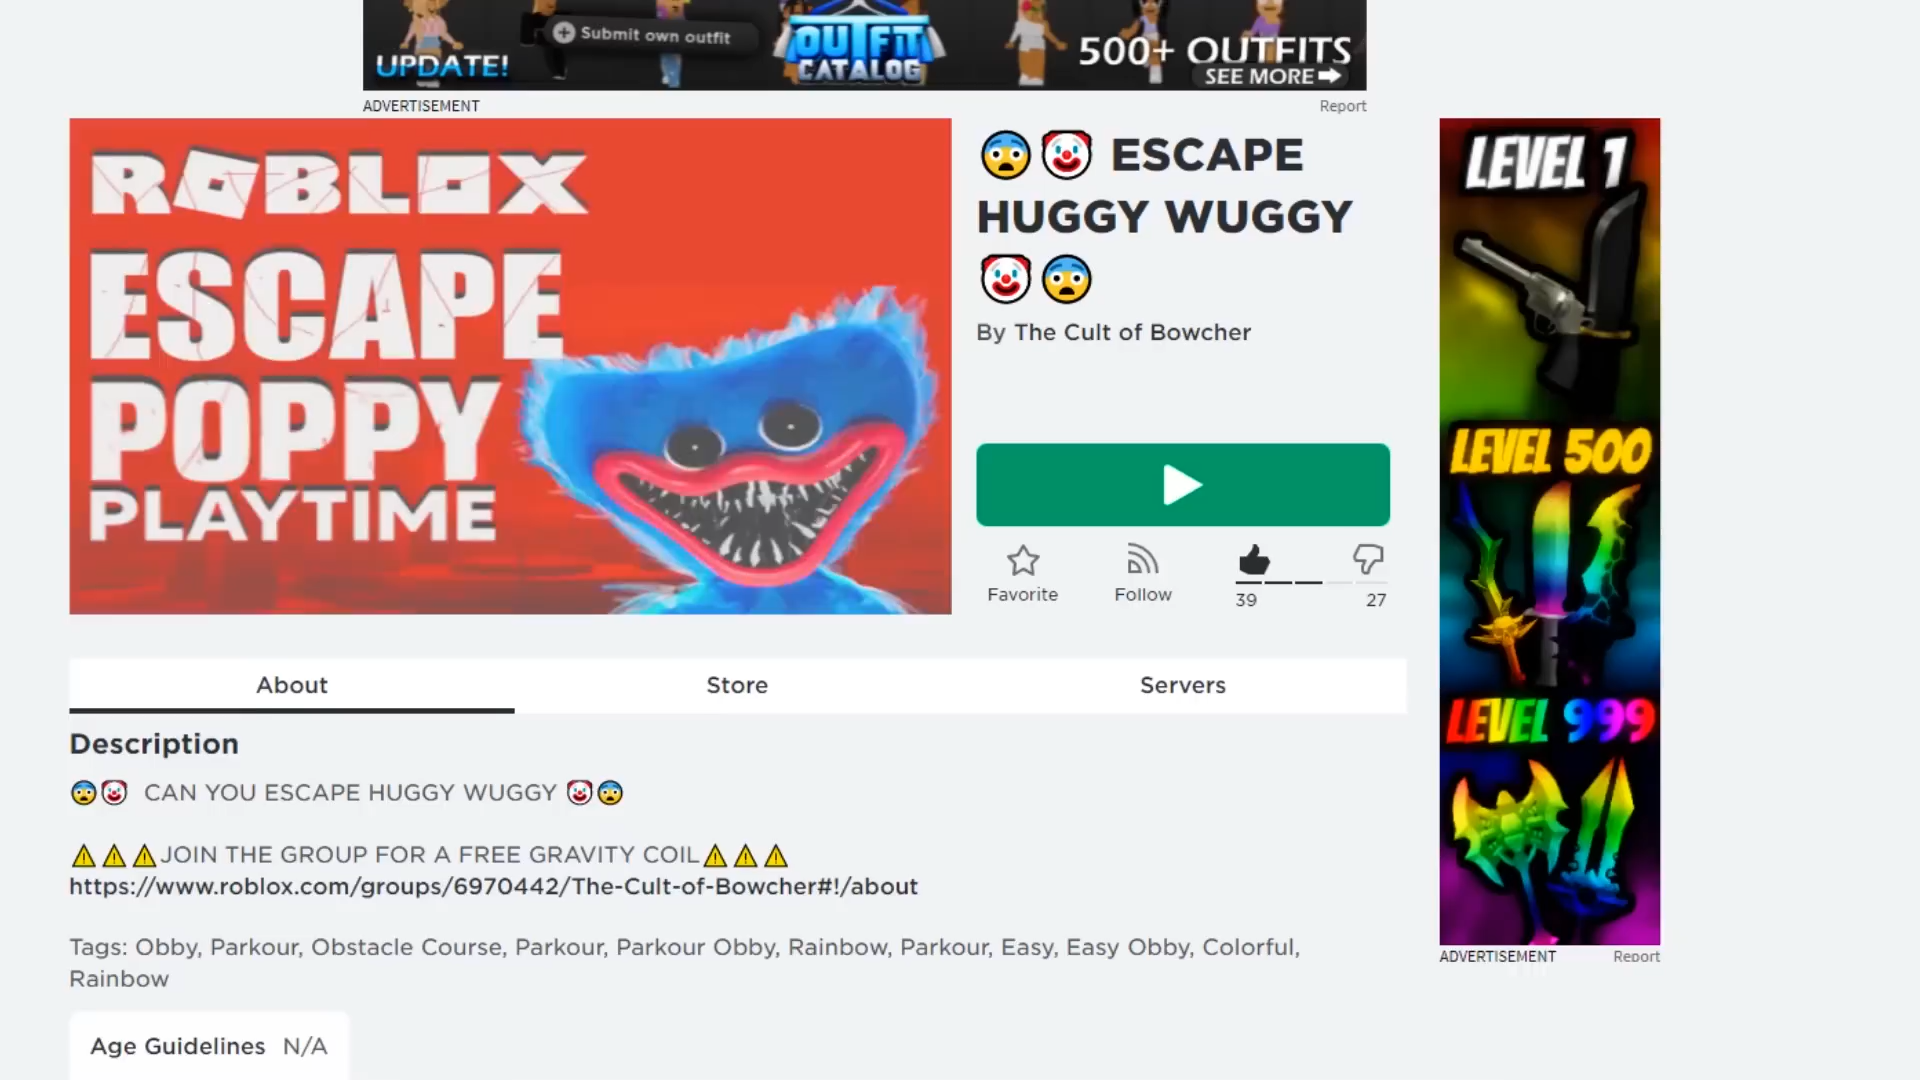 Submit own outfit
UPDATE!
OUTFIT
CATALOG
500+ OUTFITS
SEE MORE
ADVERTISEMENT
Report
ROBLOX
ESCAPE
POPPY
PLAYTIME
😨🤡 ESCAPE
HUGGY WUGGY
🤡😨
By The Cult of Bowcher
Favorite
Follow
39
27
LEVEL 1
LEVEL 500
LEVEL 999
ADVERTISEMENT
Report
About
Store
Servers
Description
😨🤡 CAN YOU ESCAPE HUGGY WUGGY 🤡😨
⚠⚠⚠JOIN THE GROUP FOR A FREE GRAVITY COIL⚠⚠⚠
https://www.roblox.com/groups/6970442/The-Cult-of-Bowcher#!/about
Tags: Obby, Parkour, Obstacle Course, Parkour, Parkour Obby, Rainbow, Parkour, Easy, Easy Obby, Colorful,
Rainbow
Age Guidelines N/A